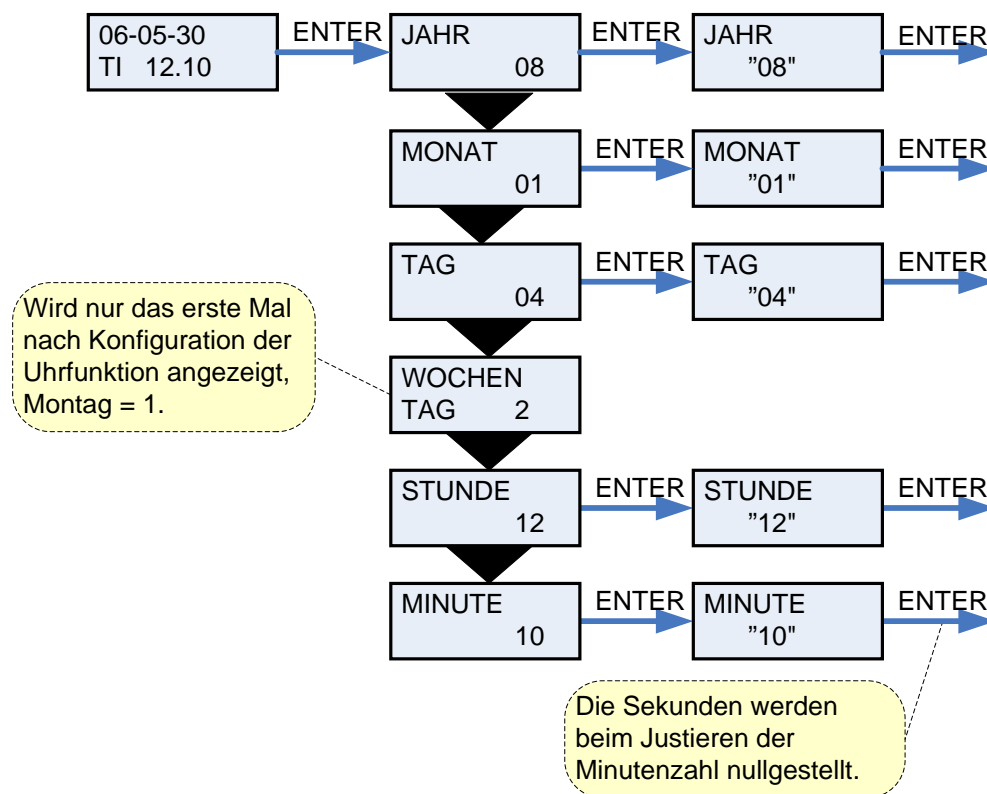 06-05-30
TI 12.10
ENTER
JAHR
08
ENTER
JAHR
”08"
ENTER
MONAT
01
ENTER
MONAT
”01"
ENTER
TAG
04
ENTER
TAG
”04"
ENTER
Wird nur das erste Mal
nach Konfiguration der
Uhrfunktion angezeigt,
Montag = 1.
WOCHEN
TAG 2
STUNDE
12
ENTER
STUNDE
”12"
ENTER
MINUTE
10
ENTER
MINUTE
”10"
ENTER
Die Sekunden werden
beim Justieren der
Minutenzahl nullgestellt.